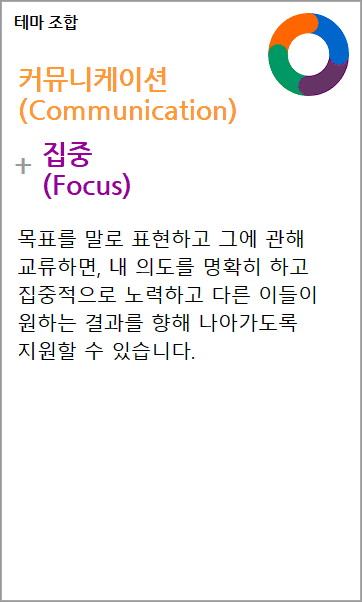 테마 조합
커뮤니케이션
(Communication)
+ 집중
(Focus)
목표를 말로 표현하고 그에 관해
교류하면, 내 의도를 명확히 하고
집중적으로 노력하고 다른 이들이
원하는 결과를 향해 나아가도록
지원할 수 있습니다.